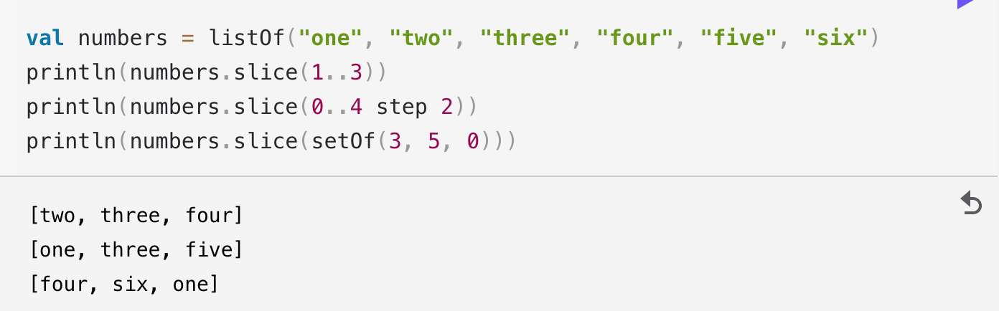 val numbers = listOf("one", "two", "three", "four", "five", "six")
println(numbers.slice(1..3))
println(numbers.slice(0..4 step 2))
println(numbers.slice(setOf(3, 5, 0)))
[two, three, four]
[one, three, five]
[four, six, one]